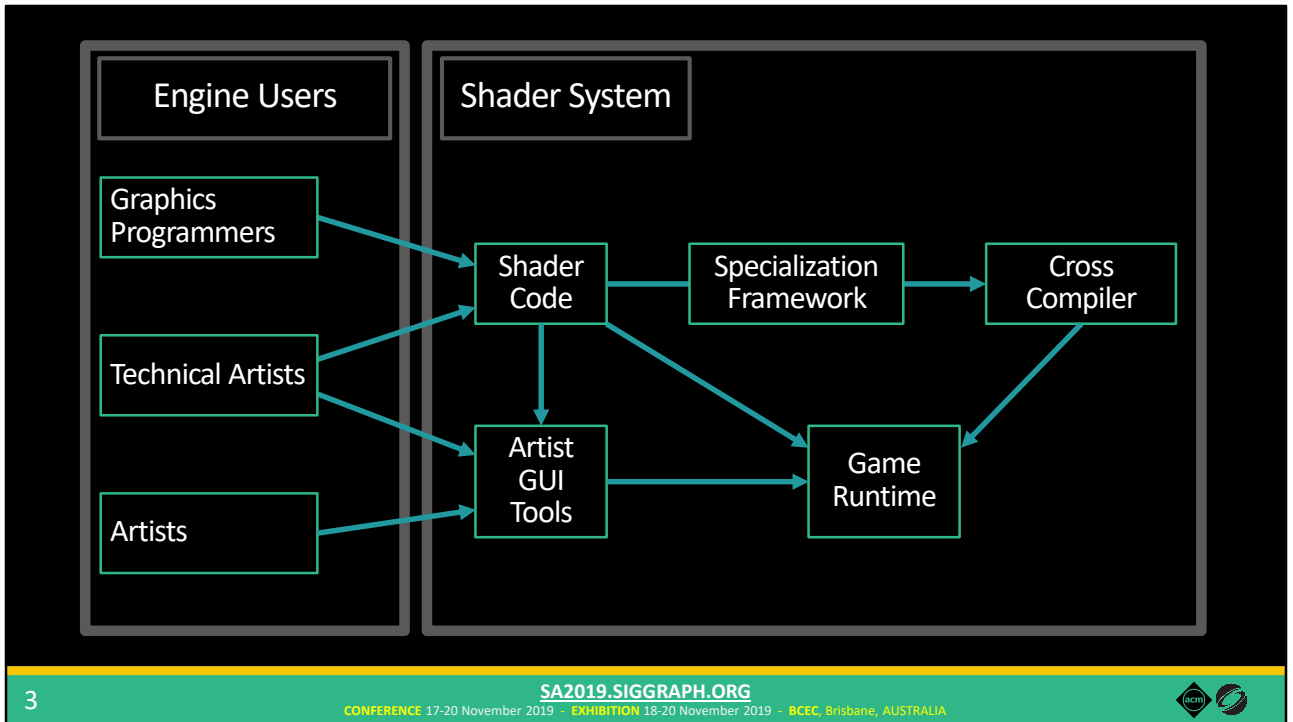 Engine Users
Shader System
Graphics
Programmers
Technical Artists
Artists
Shader
Code
Specialization
Framework
Cross
Compiler
Artist
GUI
Tools
Game
Runtime
3
SA2019.SIGGRAPH.ORG
CONFERENCE 17-20 November 2019 - EXHIBITION 18-20 November 2019 - BCEC, Brisbane, AUSTRALIA
acm